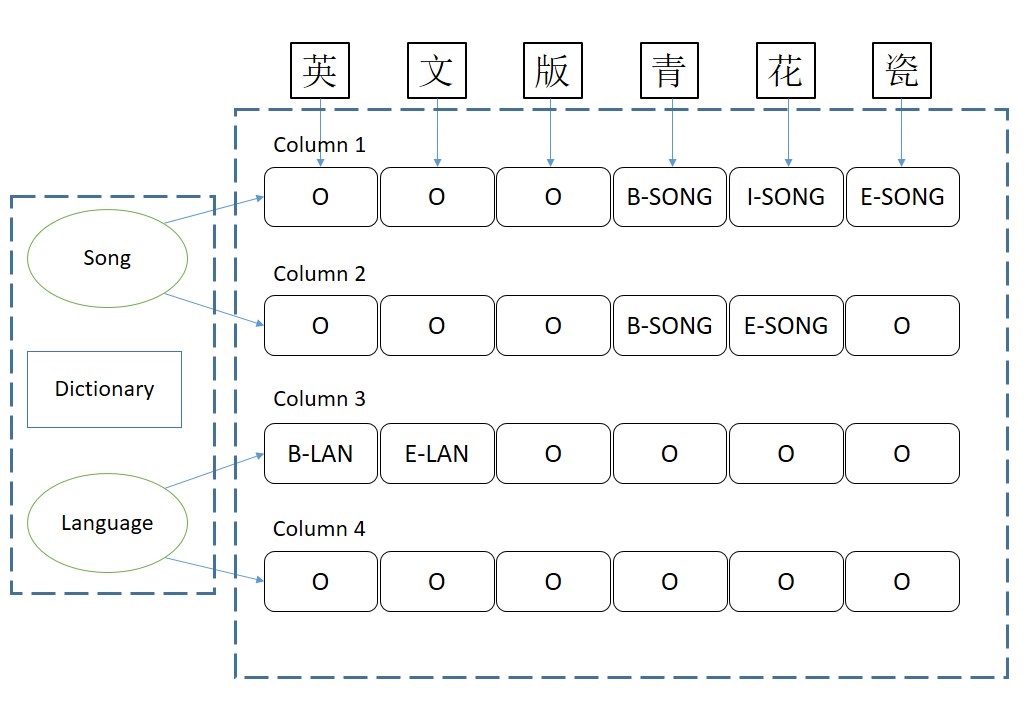 英 文 版 青 花 瓷
Column 1
O O O B-SONG I-SONG E-SONG
Song
Column 2
O O O B-SONG E-SONG O
Dictionary
Column 3
B-LAN E-LAN O O O O
Language
Column 4
O O O O O O